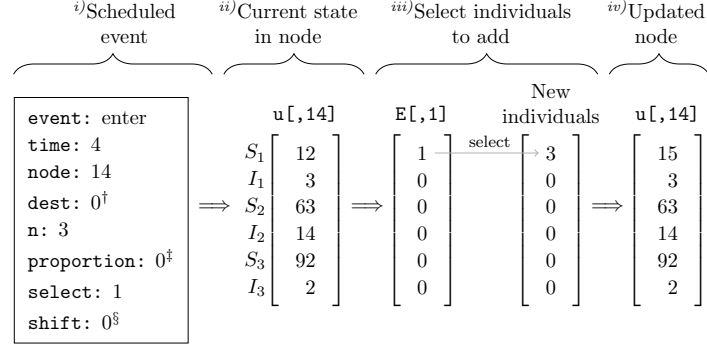 i)Scheduled event
ii)Current state in node
iii)Select individuals to add
iv)Updated node
event: enter
time: 4
node: 14
dest: 0†
n: 3
proportion: 0‡
select: 1
shift: 0§
⟹
u[,14]
S1 12
I1 3
S2 63
I2 14
S3 92
I3 2
⟹
E[,1]
1
0
0
0
0
0
select
New individuals
3
0
0
0
0
0
⟹
u[,14]
15
3
63
14
92
2